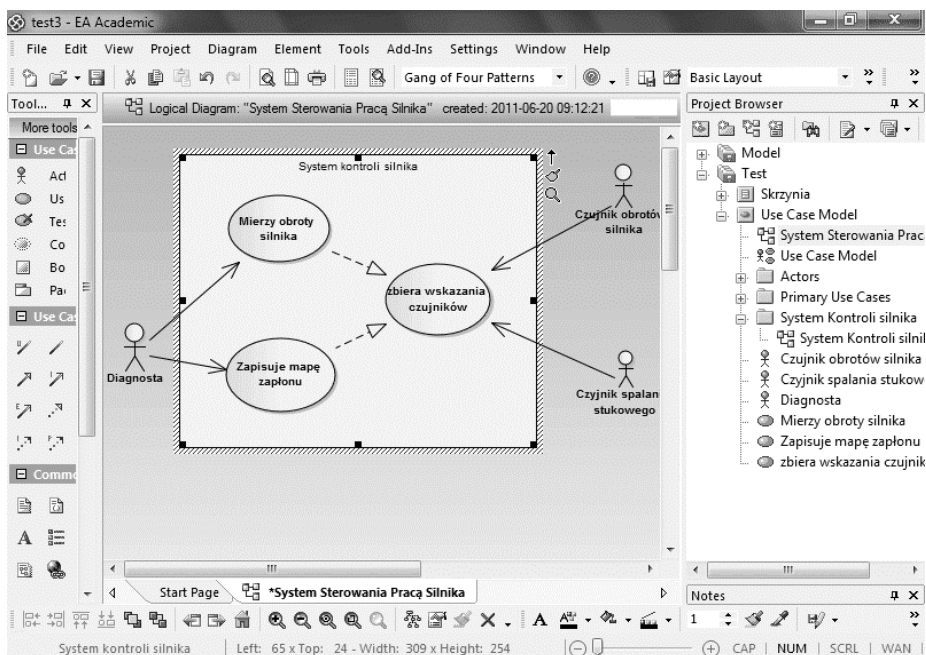 test3 - EA Academic
File Edit View Project Diagram Element Tools Add-Ins Settings Window Help
Gang of Four Patterns
Basic Layout
Tool...
More tools
Use Cas
Act
Us
Tes
Co
Bo
Pa
Use Cas
Commo
Logical Diagram: "System Sterowania Pracą Silnika" created: 2011-06-20 09:12:21
System kontroli silnika
Mierzy obroty
silnika
zbiera wskazania
czujników
Zapisuje mapę
zapłonu
Diagnosta
Czujnik obrotów
silnika
Czyjnik spalan
stukowego
Start Page
*System Sterowania Pracą Silnika
Project Browser
Model
Test
Skrzynia
Use Case Model
System Sterowania Prac
Use Case Model
Actors
Primary Use Cases
System Kontroli silnika
System Kontroli silni
Czujnik obrotów silnika
Czyjnik spalania stukow
Diagnosta
Mierzy obroty silnika
Zapisuje mapę zapłonu
zbiera wskazania czujnik
Notes
A 1
System kontroli silnika Left: 65 x Top: 24 - Width: 309 x Height: 254 CAP NUM SCRL WAN